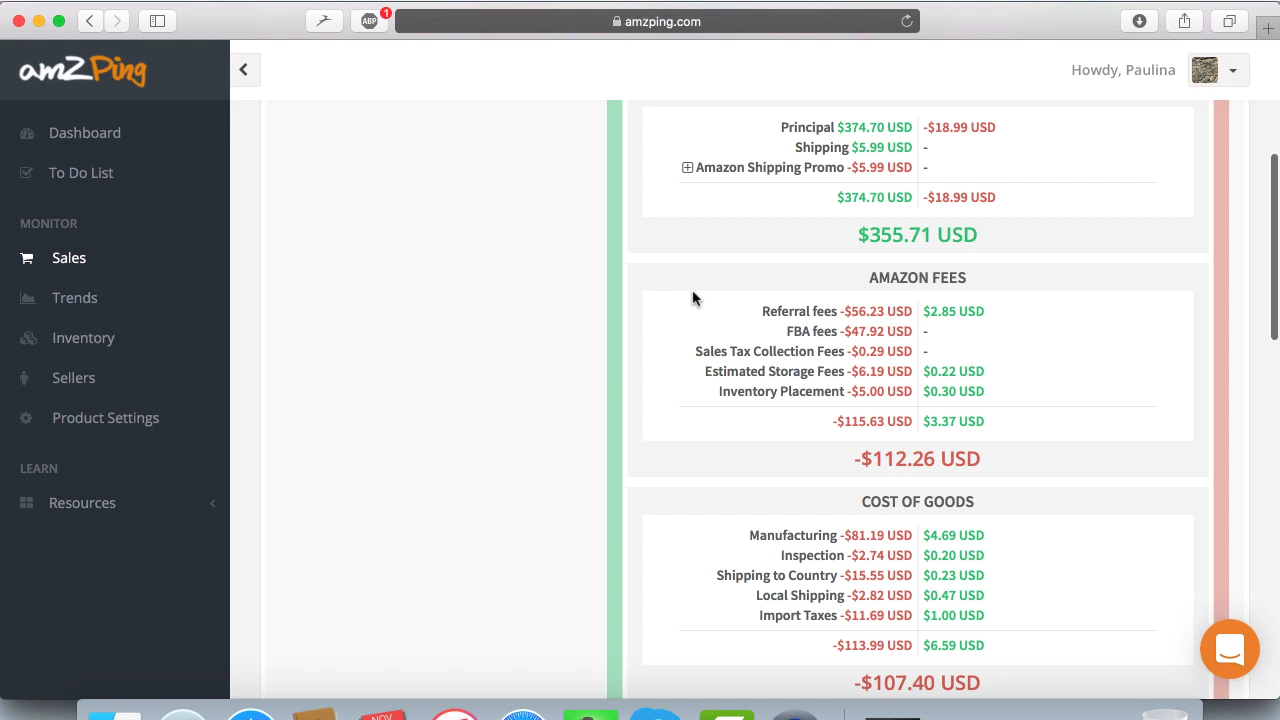 ABP
1
amzping.com
amzPing
Howdy, Paulina
Dashboard
To Do List
MONITOR
Sales
Trends
Inventory
Sellers
Product Settings
LEARN
Resources
Principal $374.70 USD -$18.99 USD
Shipping $5.99 USD -
Amazon Shipping Promo -$5.99 USD -
$374.70 USD -$18.99 USD
$355.71 USD
AMAZON FEES
Referral fees -$56.23 USD $2.85 USD
FBA fees -$47.92 USD -
Sales Tax Collection Fees -$0.29 USD -
Estimated Storage Fees -$6.19 USD $0.22 USD
Inventory Placement -$5.00 USD $0.30 USD
-$115.63 USD $3.37 USD
-$112.26 USD
COST OF GOODS
Manufacturing -$81.19 USD $4.69 USD
Inspection -$2.74 USD $0.20 USD
Shipping to Country -$15.55 USD $0.23 USD
Local Shipping -$2.82 USD $0.47 USD
Import Taxes -$11.69 USD $1.00 USD
-$113.99 USD $6.59 USD
-$107.40 USD
NOV